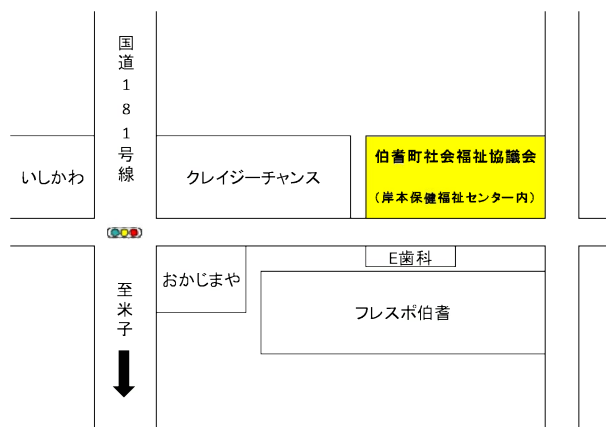 国道181号線
いしかわ
クレイジーチャンス
伯耆町社会福祉協議会
（岸本保健福祉センター内）
E歯科
おかじまや
至米子
フレスポ伯耆